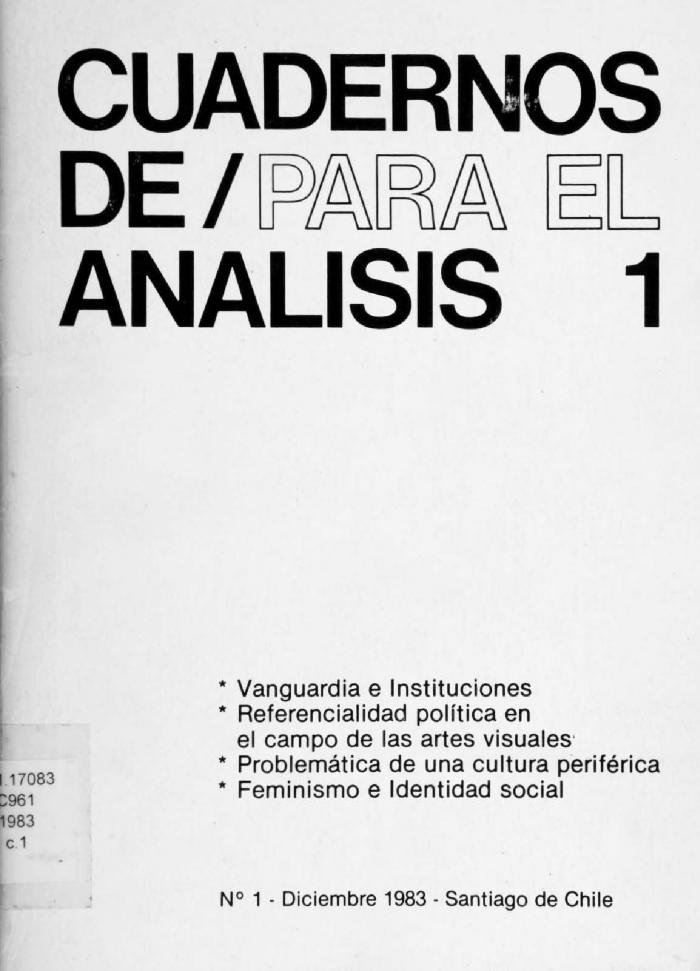 CUADERNOS
DE / PARA EL
ANALISIS 1
* Vanguardia e Instituciones
* Referencialidad política en
el campo de las artes visuales
* Problemática de una cultura periférica
* Feminismo e Identidad social
.17083
C961
1983
c.1
Nº 1 - Diciembre 1983 - Santiago de Chile